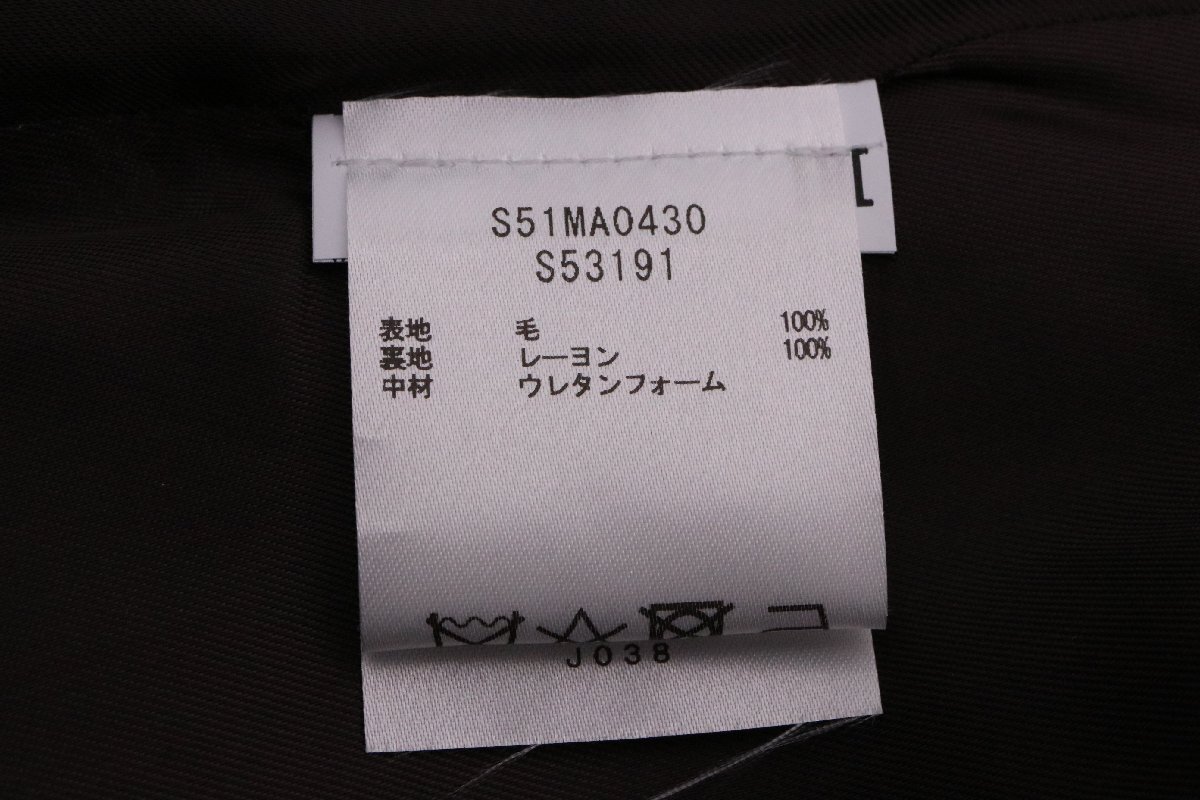 S51MA0430
S53191
表地 毛 100%
裏地 レーヨン 100%
中材 ウレタンフォーム
J038